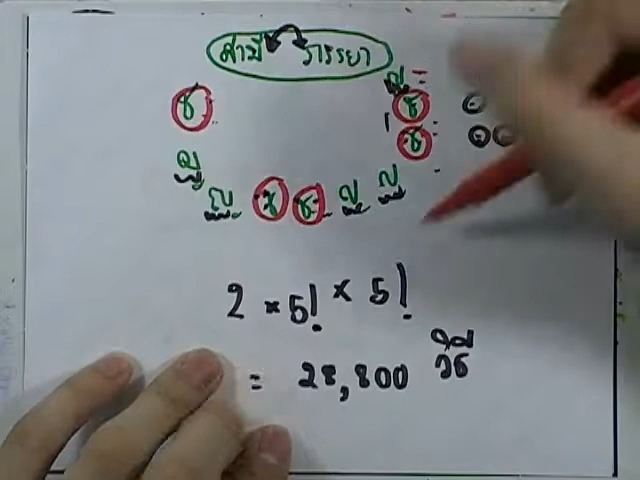 สามี ภรรยา
ญ
ช ช
ช
ญ ญ
ญ ช ช ญ
2 × 5! × 5!
= 28,800 วิธี